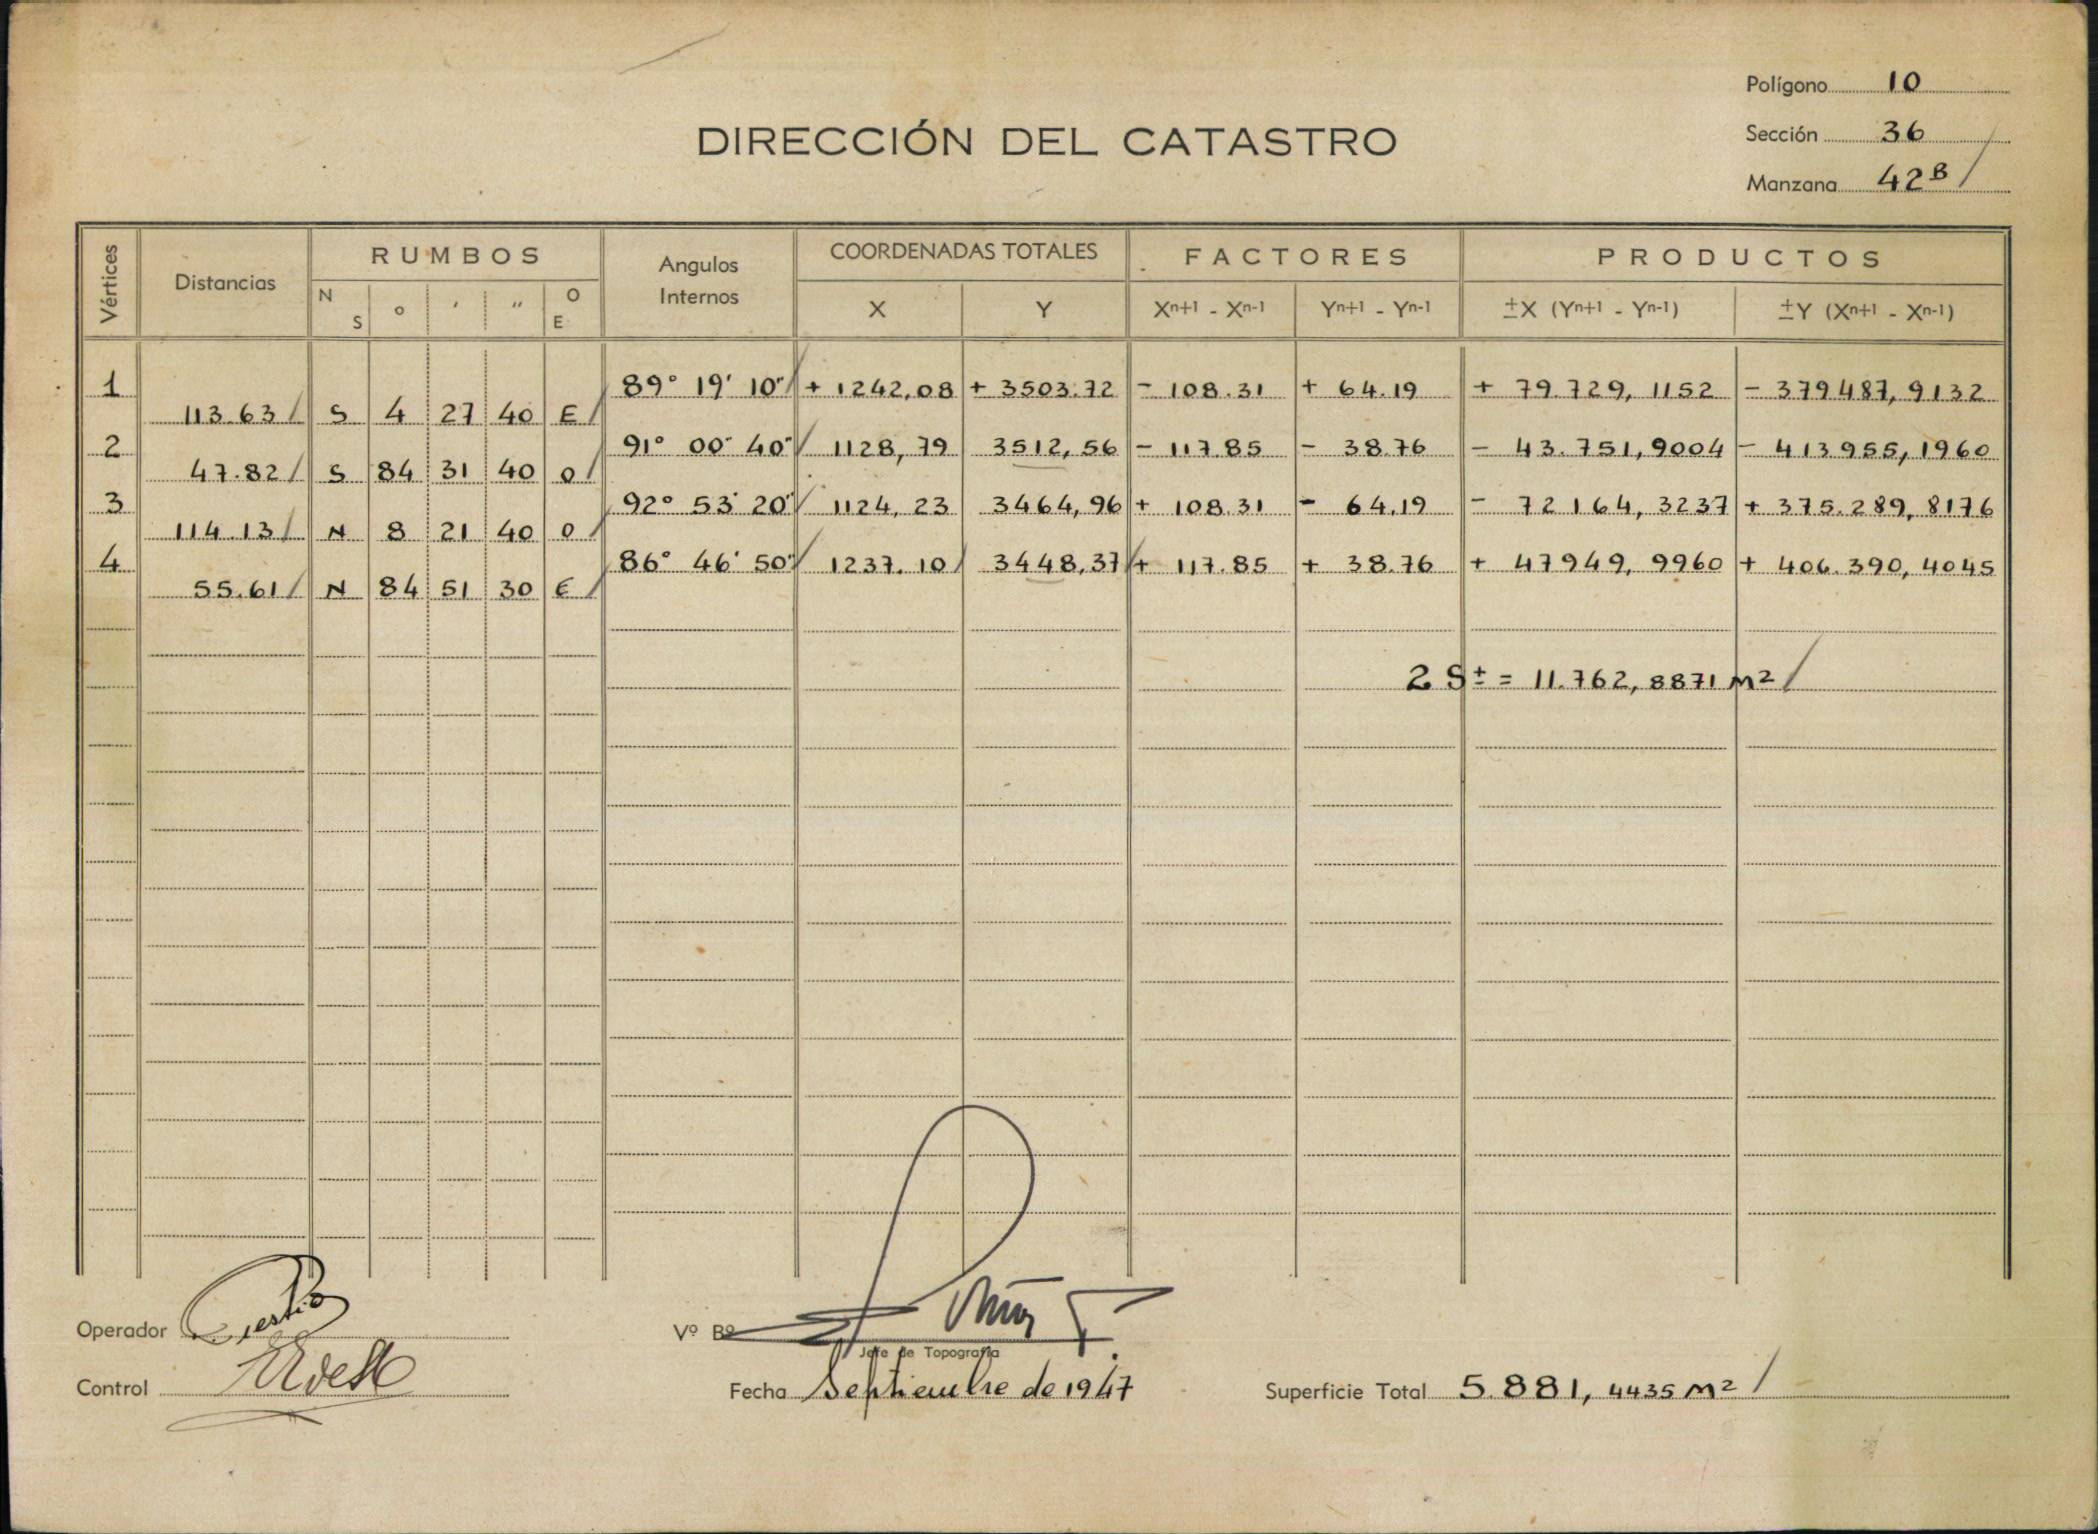 Polígono 10
DIRECCIÓN DEL CATASTRO
Sección 36
Manzana 42 B /
Vértices Distancias RUMBOS Angulos Internos COORDENADAS TOTALES FACTORES PRODUCTOS
N S ° ' '' O E X Y Xⁿ⁺¹ - Xⁿ⁻¹ Yⁿ⁺¹ - Yⁿ⁻¹ ±X (Yⁿ⁺¹ - Yⁿ⁻¹) ±Y (Xⁿ⁺¹ - Xⁿ⁻¹)
1 89° 19' 10" / + 1242,08 + 3503.72 - 108.31 + 64.19 + 79.729, 1152 - 379487, 9132
113.63 / S 4 27 40 E /
2 91° 00' 40" / 1128, 79 3512, 56 - 117.85 - 38.76 - 43.751, 9004 - 413955, 1960
47.82 / S 84 31 40 O /
3 92° 53' 20" / 1124, 23 3464, 96 + 108.31 - 64.19 - 72164, 3237 + 375.289, 8176
114.13 / N 8 21 40 O /
4 86° 46' 50" / 1237. 10 / 3448, 37 / + 117.85 + 38.76 + 47949, 9960 + 406.390, 4045
55.61 / N 84 51 30 E /
2 S ± = 11.762, 8871 m² /
Operador
Vº Bº
Jefe de Topografía
Control
Fecha Septiembre de 1947
Superficie Total 5.881, 4435 m² /